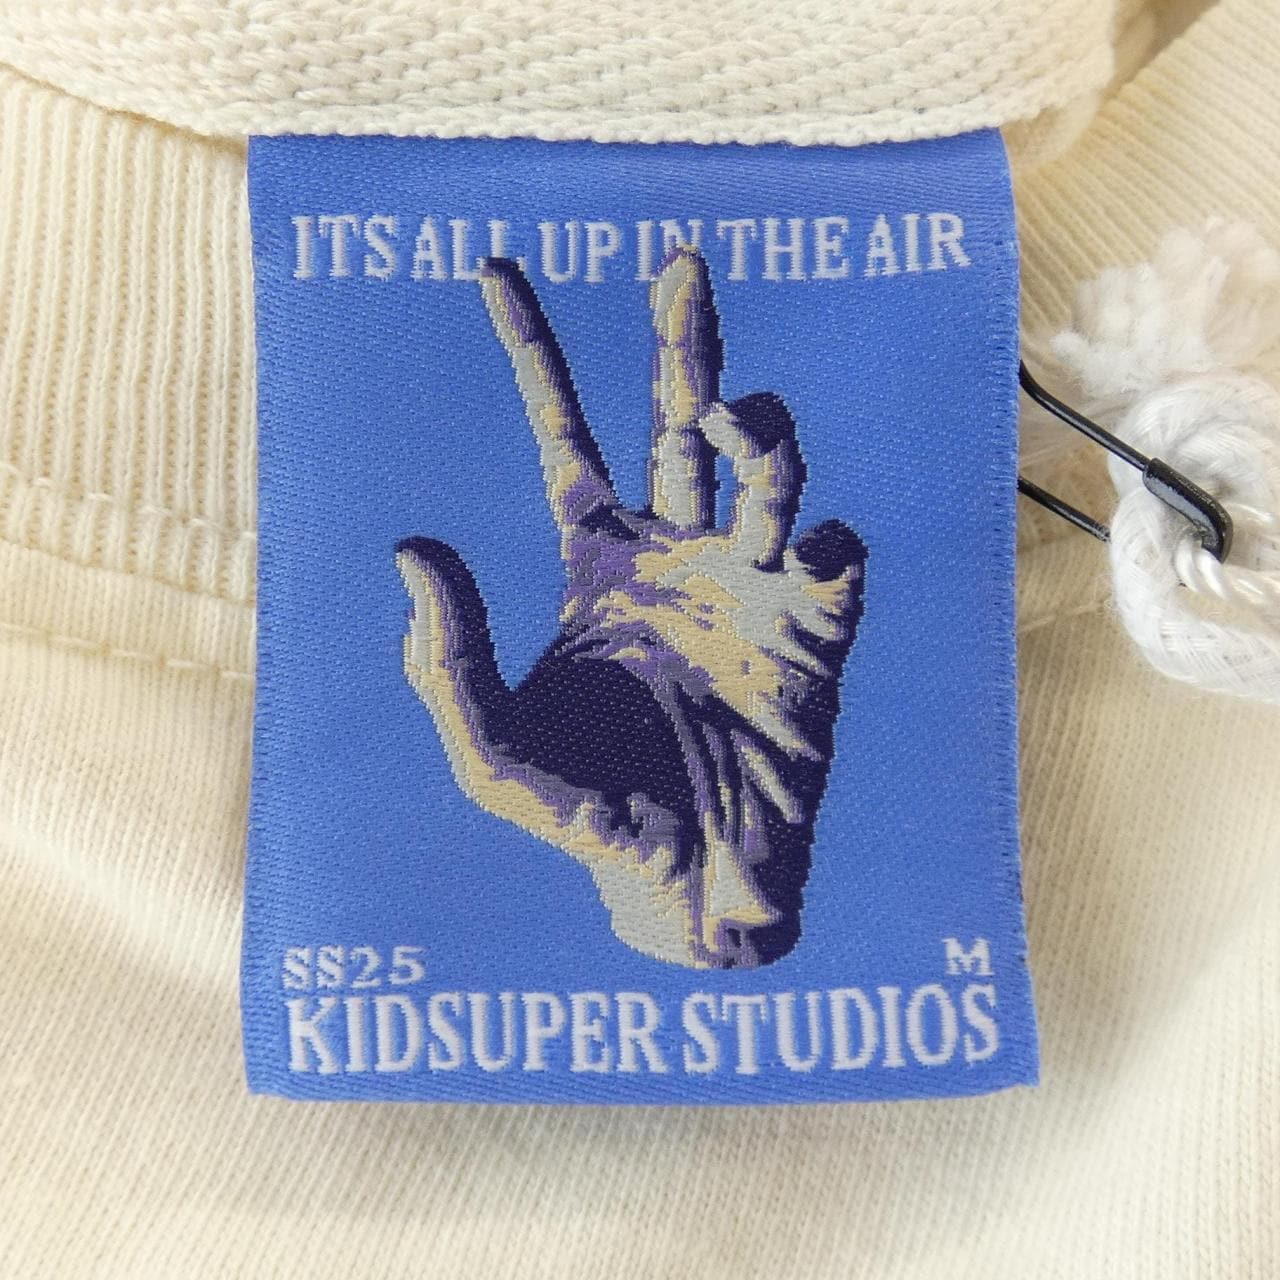 ITS ALL UP IN THE AIR
SS25 M
KIDSUPER STUDIOS